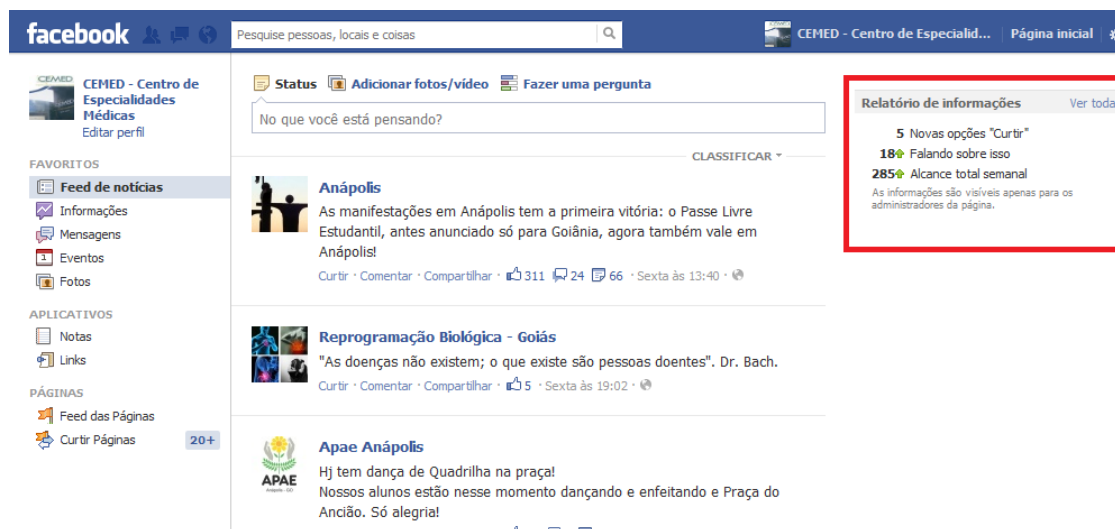 facebook
Pesquise pessoas, locais e coisas
CEMED - Centro de Especialid...
Página inicial
CEMED
CEMED - Centro de
Especialidades
Médicas
Editar perfil
FAVORITOS
Feed de notícias
Informações
Mensagens
1 Eventos
Fotos
APLICATIVOS
Notas
Links
PÁGINAS
Feed das Páginas
Curtir Páginas 20+
Status Adicionar fotos/vídeo Fazer uma pergunta
No que você está pensando?
CLASSIFICAR
Anápolis
As manifestações em Anápolis tem a primeira vitória: o Passe Livre
Estudantil, antes anunciado só para Goiânia, agora também vale em
Anápolis!
Curtir · Comentar · Compartilhar · 311 24 66 · Sexta às 13:40 ·
Reprogramação Biológica - Goiás
"As doenças não existem; o que existe são pessoas doentes". Dr. Bach.
Curtir · Comentar · Compartilhar · 5 · Sexta às 19:02 ·
APAE
Apae Anápolis
Hj tem dança de Quadrilha na praça!
Nossos alunos estão nesse momento dançando e enfeitando e Praça do
Ancião. Só alegria!
Relatório de informações Ver toda
5 Novas opções "Curtir"
18 Falando sobre isso
285 Alcance total semanal
As informações são visíveis apenas para os
administradores da página.